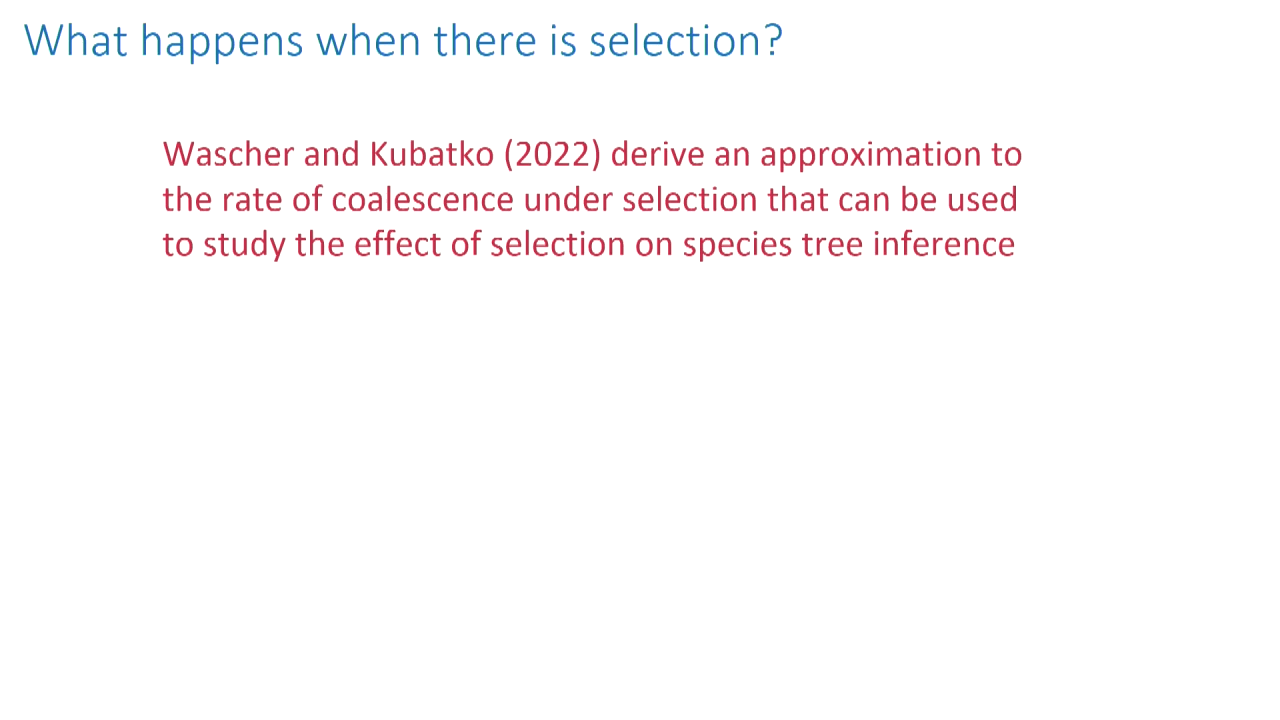 What happens when there is selection?
Wascher and Kubatko (2022) derive an approximation to
the rate of coalescence under selection that can be used
to study the effect of selection on species tree inference